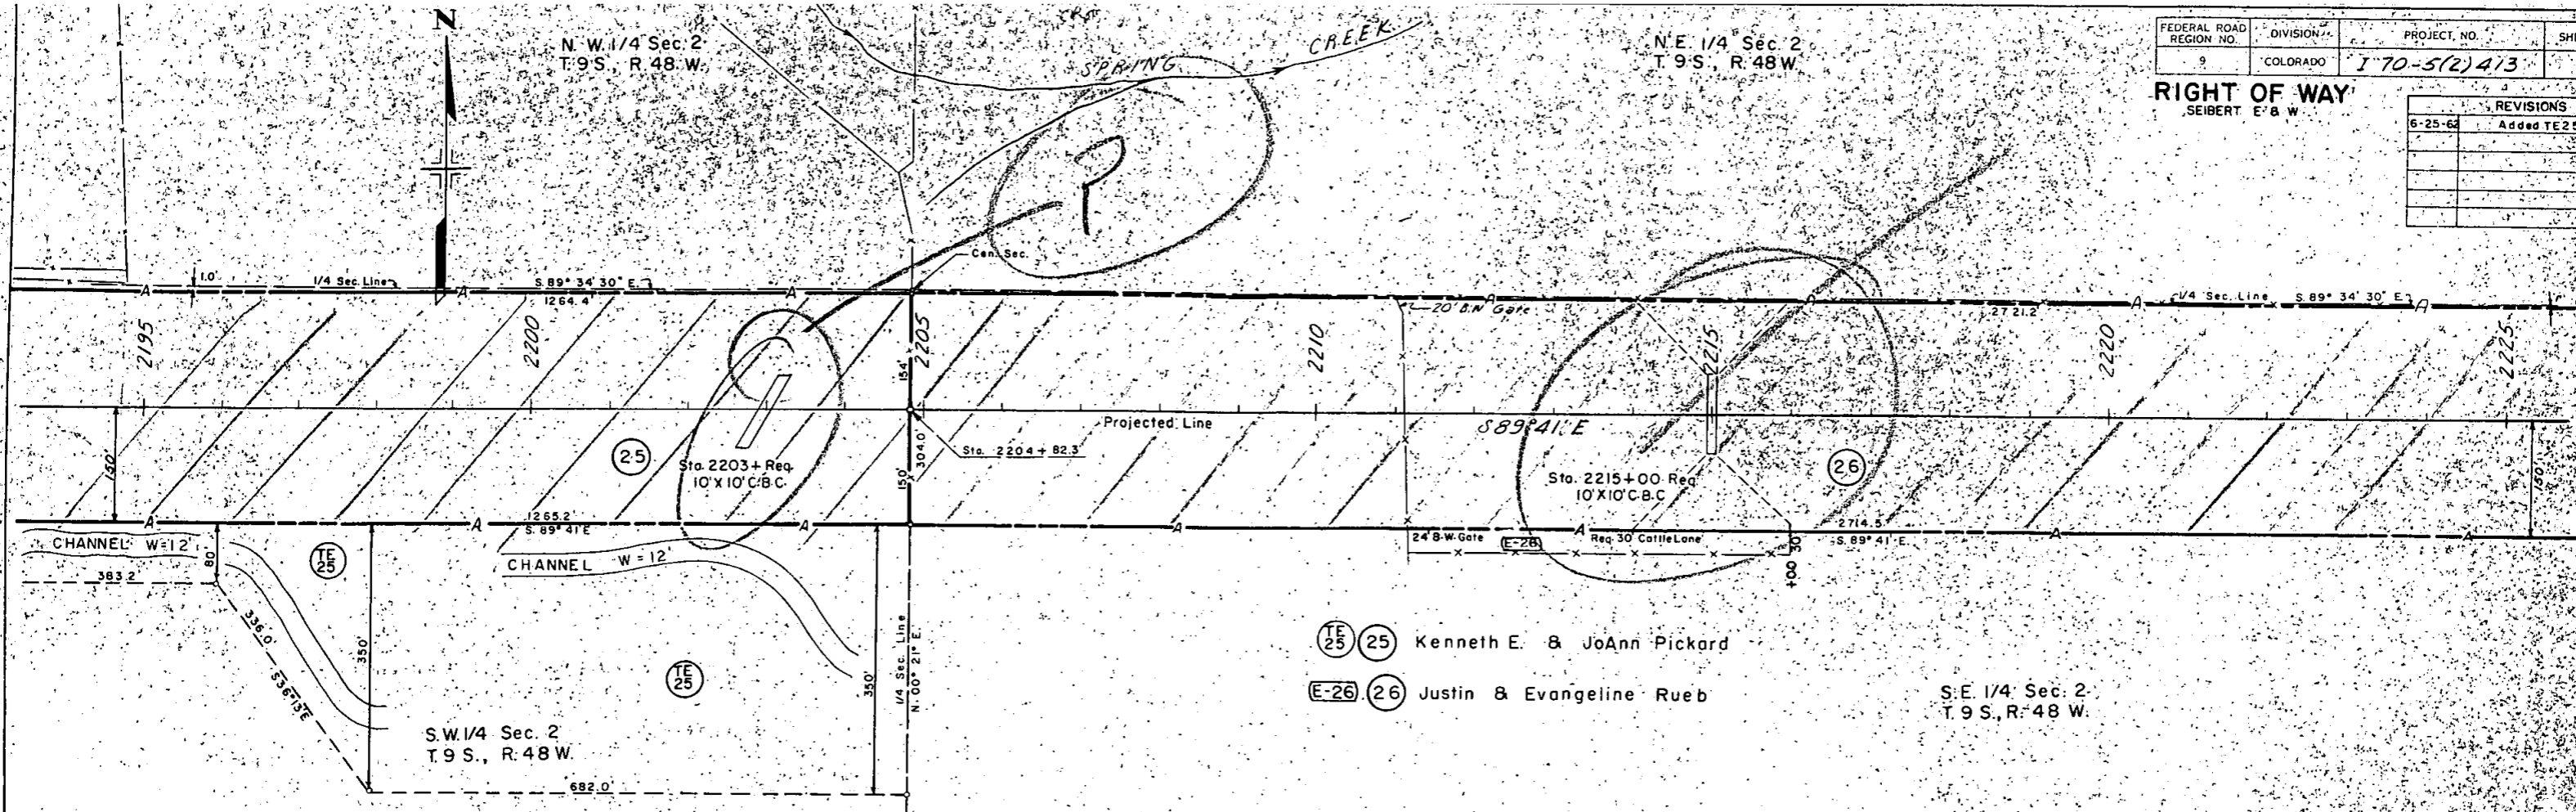 N
N. W. 1/4 Sec. 2
T. 9 S., R. 48 W.
SPRING CREEK
N. E. 1/4 Sec. 2
T. 9 S., R. 48 W.
FEDERAL ROAD REGION NO.
DIVISION
PROJECT NO.
9
COLORADO
I 70-5(2)413
RIGHT OF WAY
SEIBERT E & W
REVISIONS
6-25-62 Added TE25
?
Cen. Sec.
1.0'
1/4 Sec. Line
S. 89° 34' 30" E.
1264.4'
20' B.W. Gate
1/4 Sec. Line S. 89° 34' 30" E.
2721.2'
2195
2200
2205
2210
2215
2220
2225
154'
150'
Projected Line
S 89° 41' E
304.0'
Sta. 2204 + 82.3
25
Sta. 2203+ Req.
10' X 10' C.B.C.
150'
Sta. 2215+00 Req.
10' X 10' C.B.C.
26
150'
1265.2'
S. 89° 41' E
2714.5'
S. 89° 41' E.
24' B.W. Gate
E-26
Req. 30' Cattle Lane
+00
30'
CHANNEL W=12'
CHANNEL W=12'
TE 25
80'
383.2'
336.0'
S 36° 13' E
350'
TE 25
350'
1/4 Sec. Line
N. 00° 21' E.
TE 25 25 Kenneth E. & JoAnn Pickard
E-26 26 Justin & Evangeline Rueb
S.W. 1/4 Sec. 2
T. 9 S., R. 48 W.
S.E. 1/4 Sec. 2
T. 9 S., R. 48 W.
682.0'